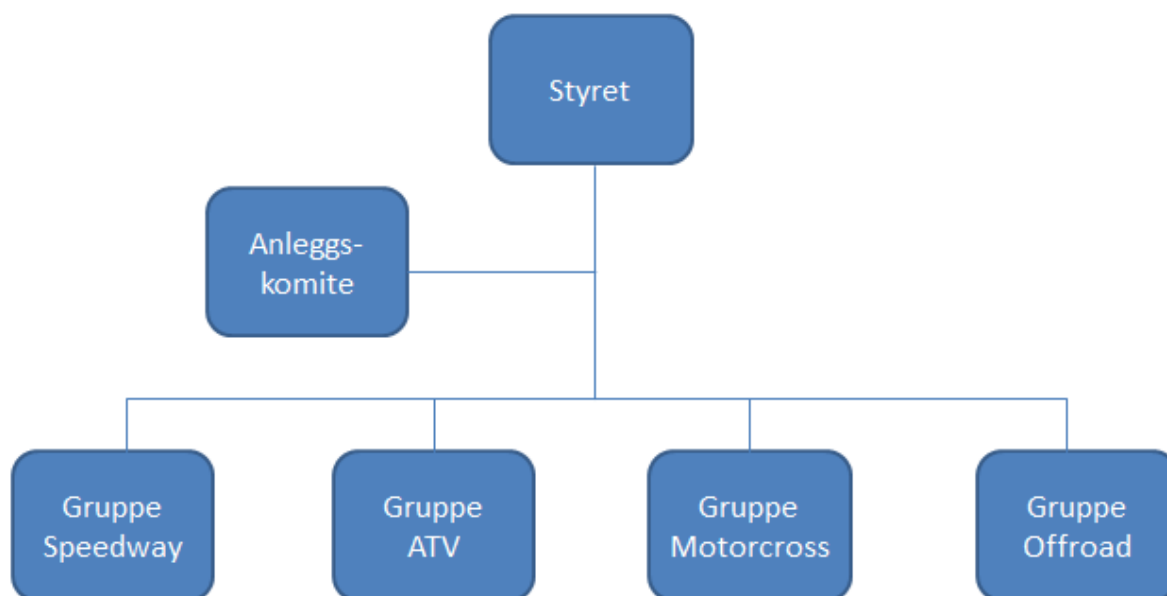 Styret
Anleggs-
komite
Gruppe
Speedway
Gruppe
ATV
Gruppe
Motorcross
Gruppe
Offroad